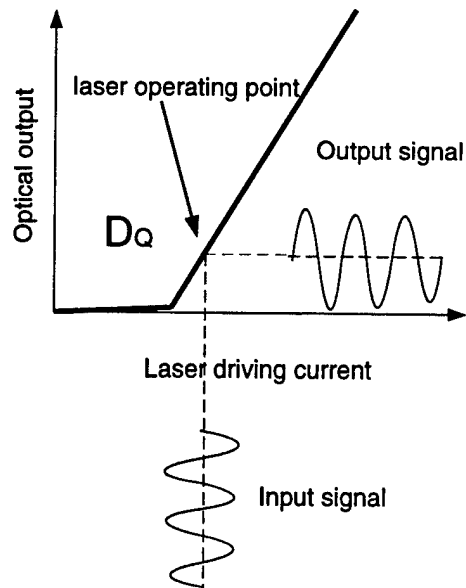 laser operating point
Output signal
Optical output
DQ
Laser driving current
Input signal